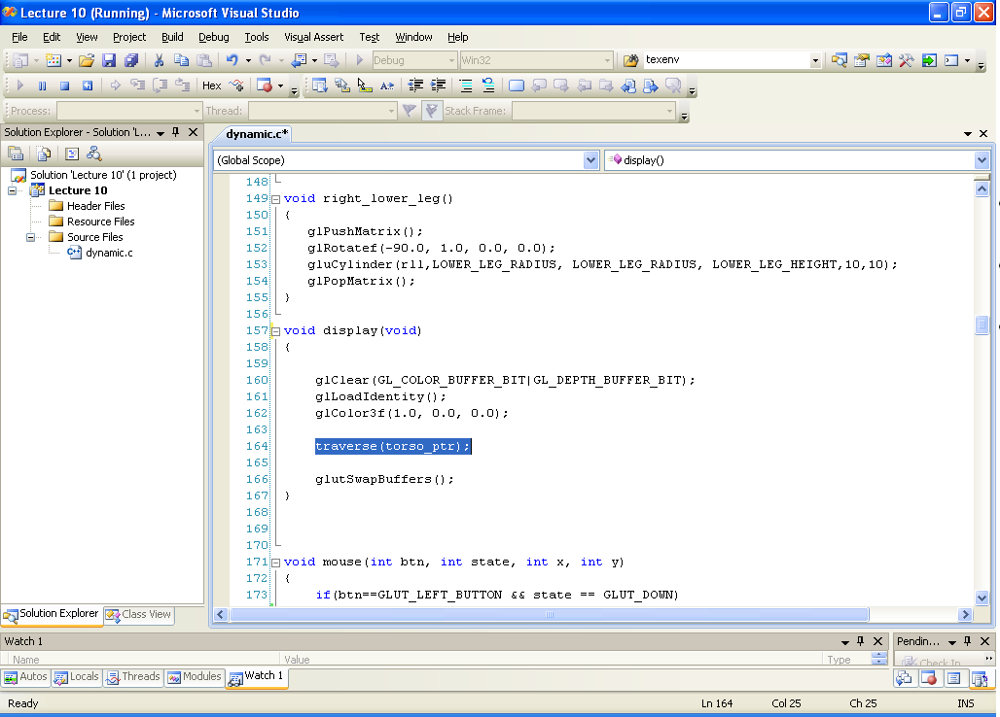 Lecture 10 (Running) - Microsoft Visual Studio
File Edit View Project Build Debug Tools Visual Assert Test Window Help
Debug Win32 texenv
Hex
Process: Thread: Stack Frame:
Solution Explorer - Solution 'L...
dynamic.c*
(Global Scope) display()
Solution 'Lecture 10' (1 project)
Lecture 10
Header Files
Resource Files
Source Files
dynamic.c
148
149 void right_lower_leg()
150 {
151 glPushMatrix();
152 glRotatef(-90.0, 1.0, 0.0, 0.0);
153 gluCylinder(rll,LOWER_LEG_RADIUS, LOWER_LEG_RADIUS, LOWER_LEG_HEIGHT,10,10);
154 glPopMatrix();
155 }
156
157 void display(void)
158 {
159
160 glClear(GL_COLOR_BUFFER_BIT|GL_DEPTH_BUFFER_BIT);
161 glLoadIdentity();
162 glColor3f(1.0, 0.0, 0.0);
163
164 traverse(torso_ptr);
165
166 glutSwapBuffers();
167 }
168
169
170
171 void mouse(int btn, int state, int x, int y)
172 {
173 if(btn==GLUT_LEFT_BUTTON && state == GLUT_DOWN)
Solution Explorer Class View
Watch 1
Name Value Type
Autos Locals Threads Modules Watch 1
Pendin...
Check In
Ready Ln 164 Col 25 Ch 25 INS